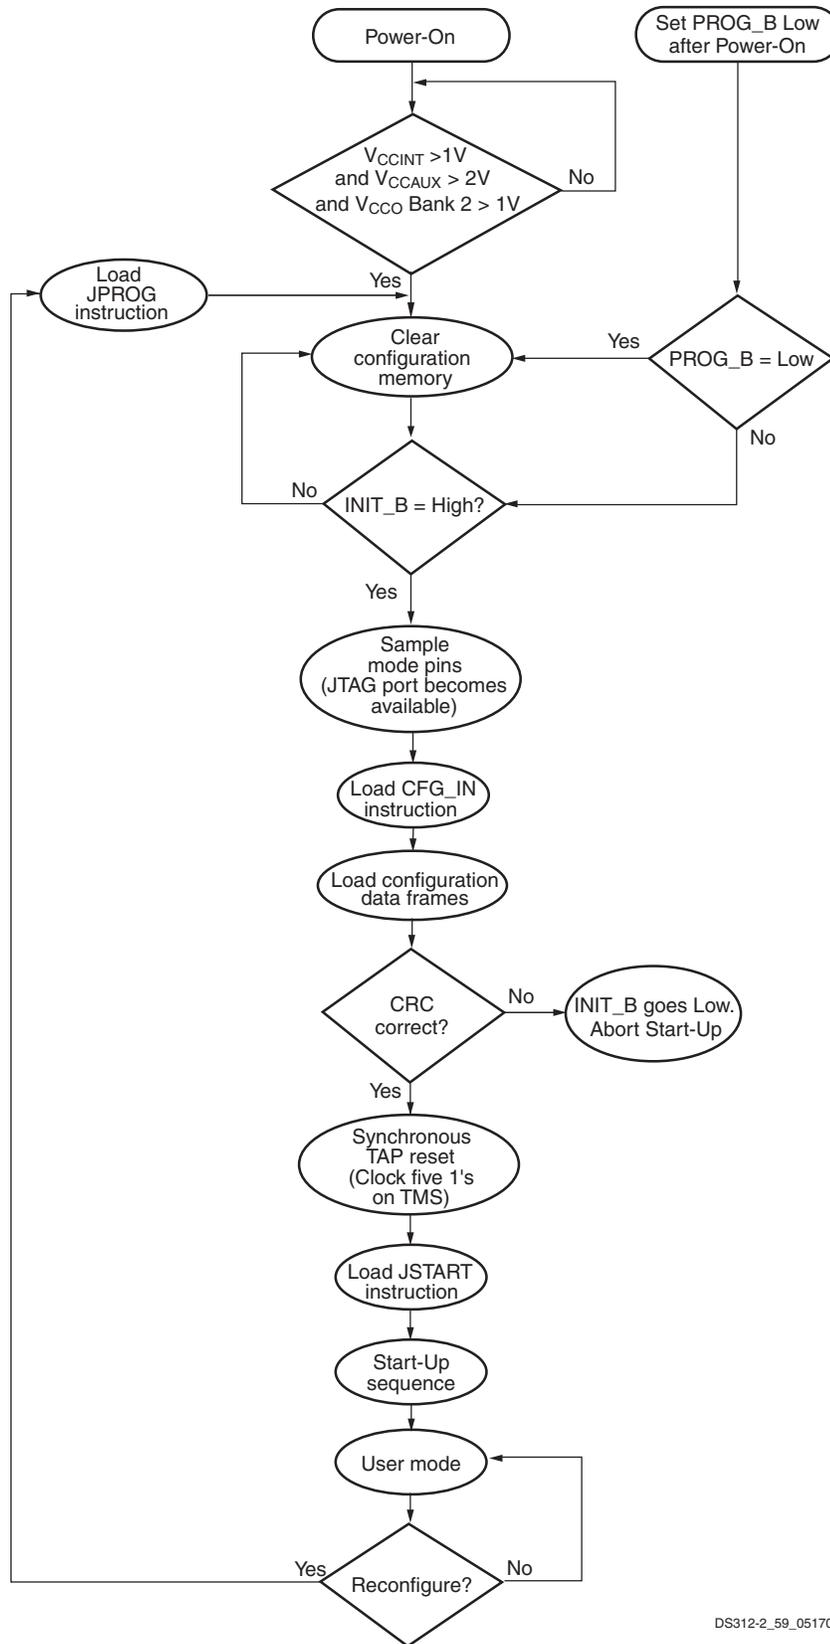 Power-On
Set PROG_B Low
after Power-On
VCCINT >1V
and VCCAUX > 2V
and VCCO Bank 2 > 1V
No
Yes
Load
JPROG
instruction
Clear
configuration
memory
Yes
PROG_B = Low
No
No
INIT_B = High?
Yes
Sample
mode pins
(JTAG port becomes
available)
Load CFG_IN
instruction
Load configuration
data frames
CRC
correct?
No
INIT_B goes Low.
Abort Start-Up
Yes
Synchronous
TAP reset
(Clock five 1's
on TMS)
Load JSTART
instruction
Start-Up
sequence
User mode
Yes
Reconfigure?
No
DS312-2_59_05170